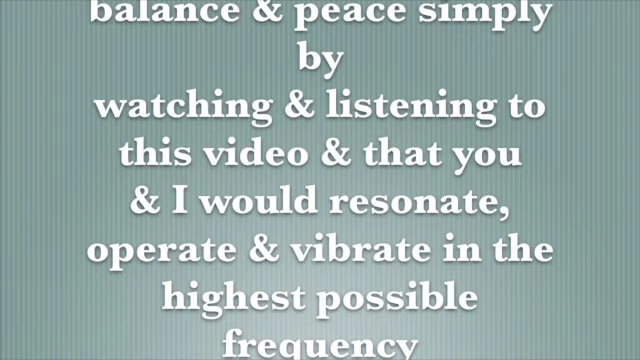 balance & peace simply
by
watching & listening to
this video & that you
& I would resonate,
operate & vibrate in the
highest possible
frequency